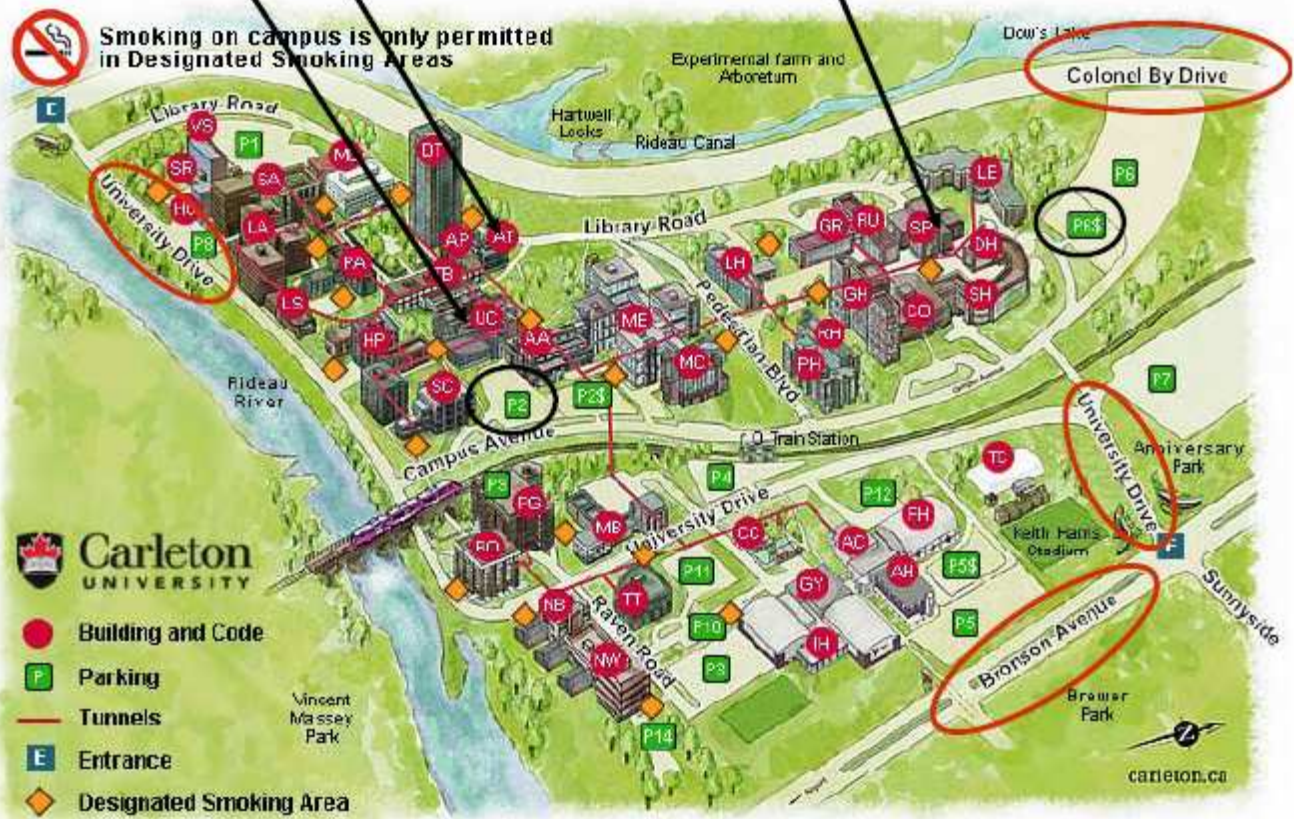 Smoking on campus is only permitted
in Designated Smoking Areas
Dow's Lake
Colonel By Drive
Experimental farm and
Arboretum
Hartwell
Locks
Rideau Canal
Library Road
VS
P1
SR
SA
DT
LE
P6
HC
University Drive
P8
LA
PA
AP
AT
Library Road
GR
RU
SP
P6$
DH
TB
LH
LS
UC
ME
GH
CO
SH
HP
AA
Pedestrian Blvd
RH
MC
PH
SC
P2
P2$
P7
Rideau
River
Campus Avenue
O Train Station
University Drive
Anniversary
Park
TC
P4
P12
FH
MB
University Drive
CC
AC
Keith Harris
Stadium
E
Carleton
UNIVERSITY
P11
GY
AH
P5$
Sunnyside
NB
TT
Raven Road
P10
P5
IH
Bronson Avenue
NW
P3
Brewer
Park
Building and Code
P
Parking
Tunnels
Vincent
Massey
Park
P14
E
Entrance
Z
carleton.ca
Designated Smoking Area